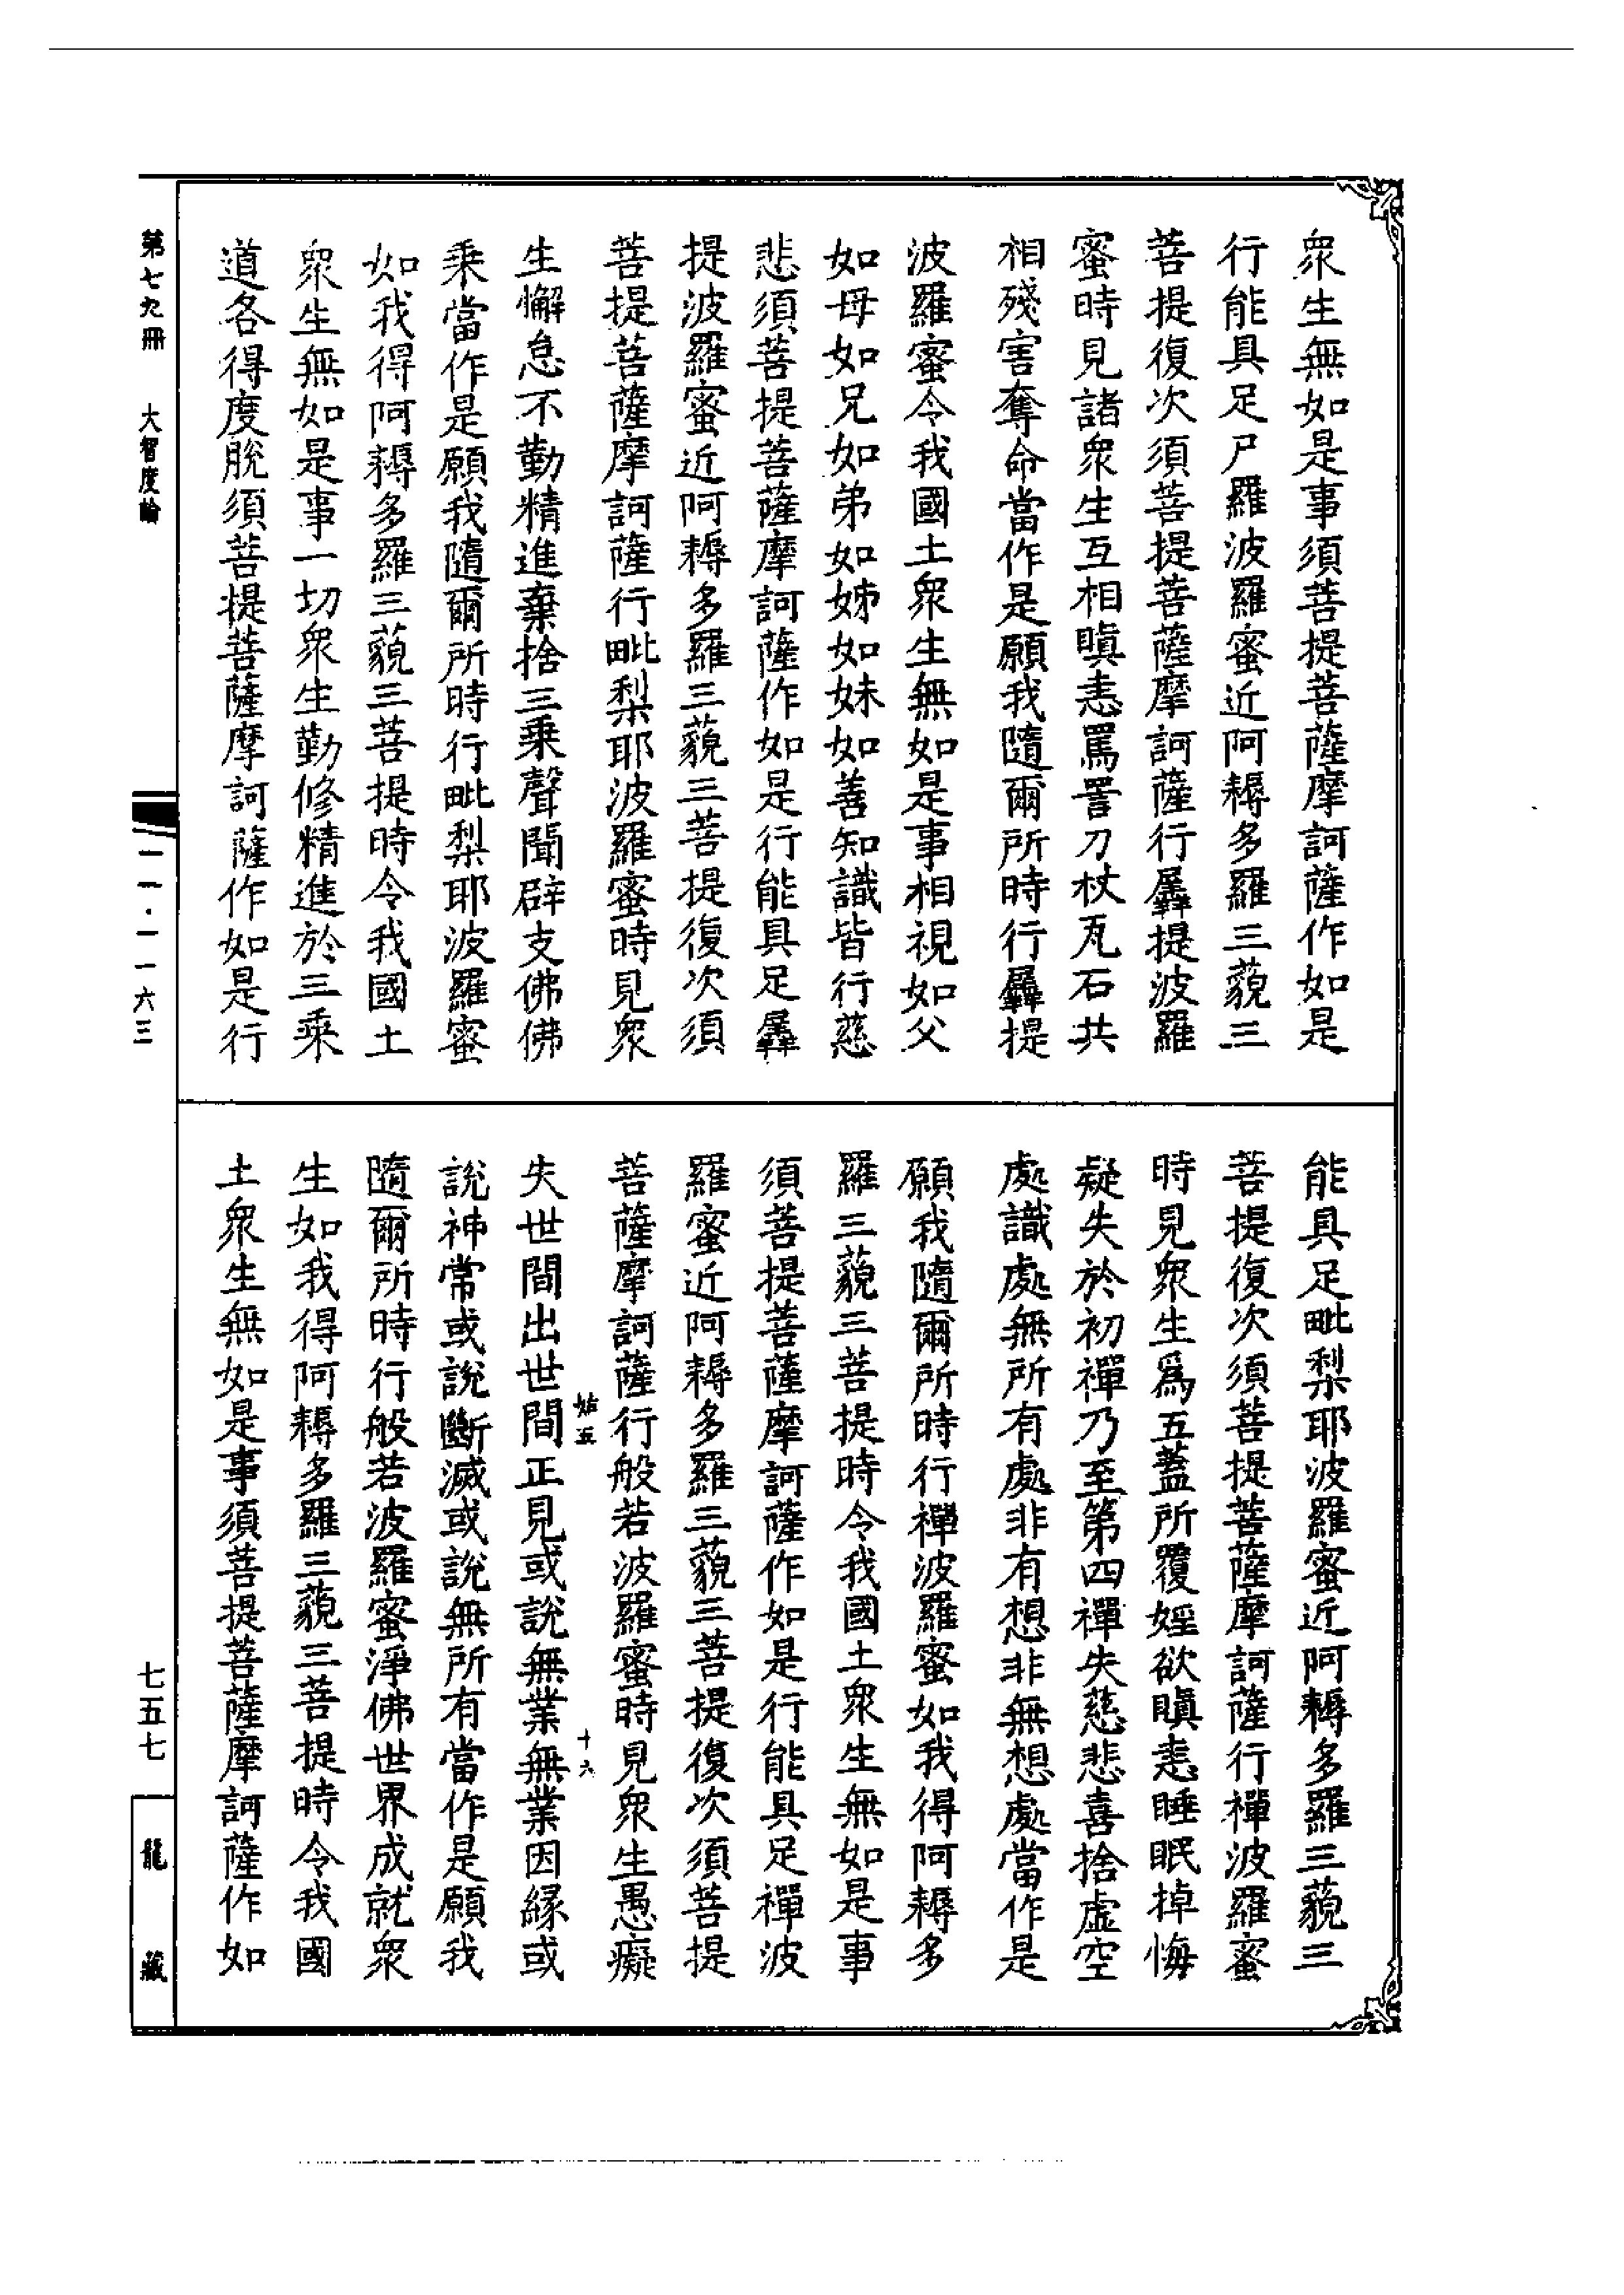 眾生無如是事須菩提菩薩摩訶薩作如是
行能具足尸羅波羅蜜近阿耨多羅三藐三
菩提復次須菩提菩薩摩訶薩行羼提波羅
蜜時見諸眾生互相瞋恚罵詈刀杖瓦石共
相殘害奪命當作是願我隨爾所時行羼提
波羅蜜令我國土眾生無如是事相視如父
如母如兄如弟如姊如妹如善知識皆行慈
悲須菩提菩薩摩訶薩作如是行能具足羼
提波羅蜜近阿耨多羅三藐三菩提復次須
菩提菩薩摩訶薩行毗梨耶波羅蜜時見眾
生懈怠不勤精進棄捨三乘聲聞辟支佛佛
乘當作是願我隨爾所時行毗梨耶波羅蜜
如我得阿耨多羅三藐三菩提時令我國土
眾生無如是事一切眾生勤修精進於三乘
道各得度脫須菩提菩薩摩訶薩作如是行
能具足毗梨耶波羅蜜近阿耨多羅三藐三
菩提復次須菩提菩薩摩訶薩行禪波羅蜜
時見眾生為五蓋所覆婬欲瞋恚睡眠掉悔
疑失於初禪乃至第四禪失慈悲喜捨虛空
處識處無所有處非有想非無想處當作是
願我隨爾所時行禪波羅蜜如我得阿耨多
羅三藐三菩提時令我國土眾生無如是事
須菩提菩薩摩訶薩作如是行能具足禪波
羅蜜近阿耨多羅三藐三菩提復次須菩提
菩薩摩訶薩行般若波羅蜜時見眾生愚癡
姑五 十六
失世間出世間正見或說無業無業因緣或
說神常或說斷滅或說無所有當作是願我
隨爾所時行般若波羅蜜淨佛世界成就眾
生如我得阿耨多羅三藐三菩提時令我國
土眾生無如是事須菩提菩薩摩訶薩作如
第七九冊 大智度論
一一·一一六三
七五七
龍藏